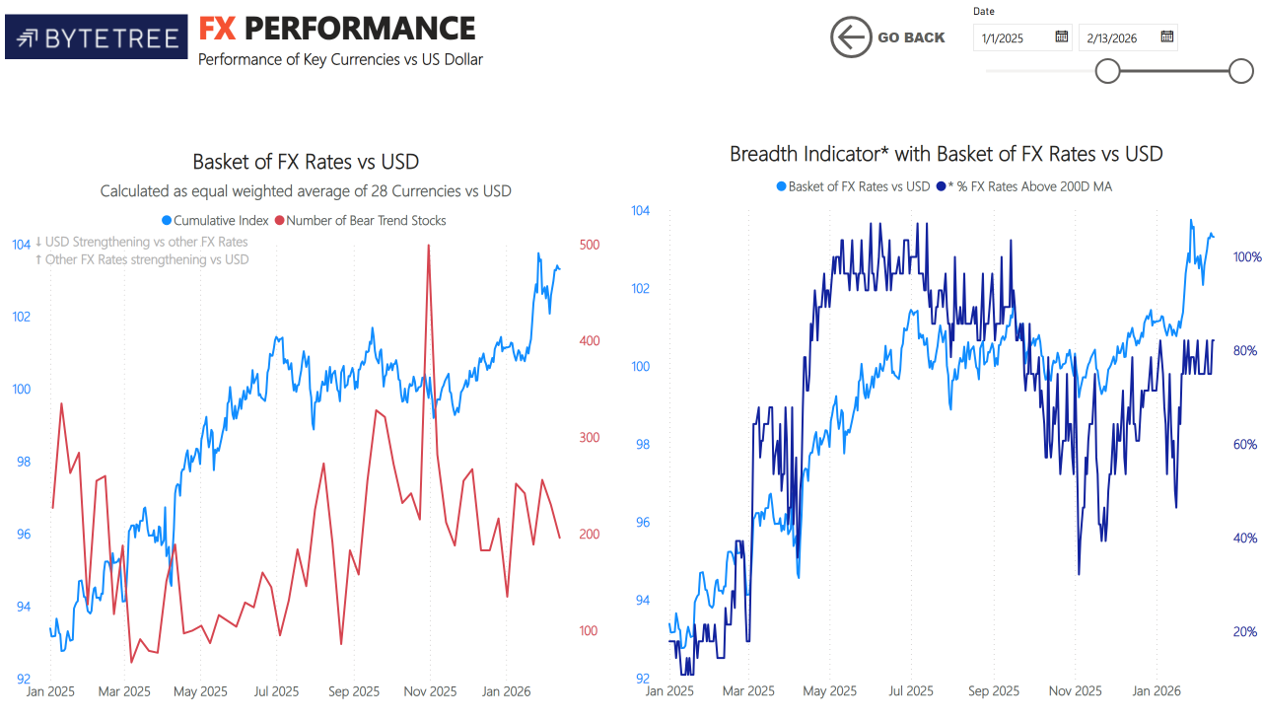 BYTETREE
FX PERFORMANCE
Performance of Key Currencies vs US Dollar
GO BACK
Date
1/1/2025
2/13/2026
Basket of FX Rates vs USD
Calculated as equal weighted average of 28 Currencies vs USD
Cumulative Index Number of Bear Trend Stocks
↓ USD Strengthening vs other FX Rates
↑ Other FX Rates strengthening vs USD
104
102
100
98
96
94
92
500
400
300
200
100
Jan 2025 Mar 2025 May 2025 Jul 2025 Sep 2025 Nov 2025 Jan 2026
Breadth Indicator* with Basket of FX Rates vs USD
Basket of FX Rates vs USD * % FX Rates Above 200D MA
104
102
100
98
96
94
92
100%
80%
60%
40%
20%
Jan 2025 Mar 2025 May 2025 Jul 2025 Sep 2025 Nov 2025 Jan 2026